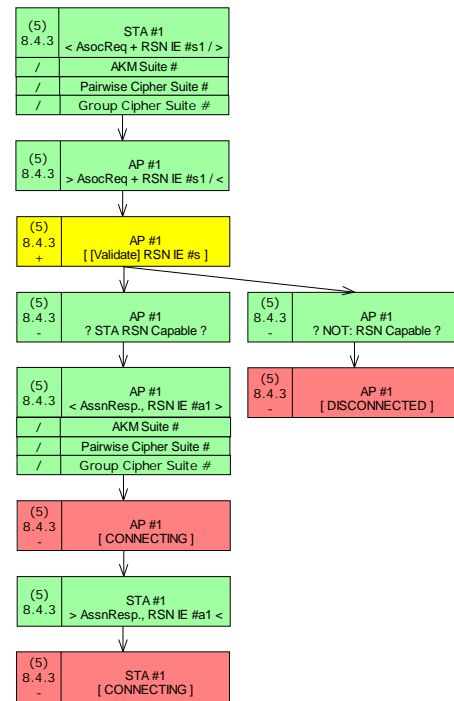 (5)
8.4.3
STA #1
< AsocReq + RSN IE #s1 / >
/ AKM Suite #
/ Pairwise Cipher Suite #
/ Group Cipher Suite #
(5)
8.4.3
AP #1
> AsocReq + RSN IE #s1 / <
(5)
8.4.3
+
AP #1
[ [Validate] RSN IE #s ]
(5)
8.4.3
-
AP #1
? STA RSN Capable ?
(5)
8.4.3
-
AP #1
? NOT: RSN Capable ?
(5)
8.4.3
AP #1
< AssnResp., RSN IE #a1 >
/ AKM Suite #
/ Pairwise Cipher Suite #
/ Group Cipher Suite #
(5)
8.4.3
-
AP #1
[ DISCONNECTED ]
(5)
8.4.3
-
AP #1
[ CONNECTING ]
(5)
8.4.3
STA #1
> AssnResp., RSN IE #a1 <
(5)
8.4.3
-
STA #1
[ CONNECTING ]